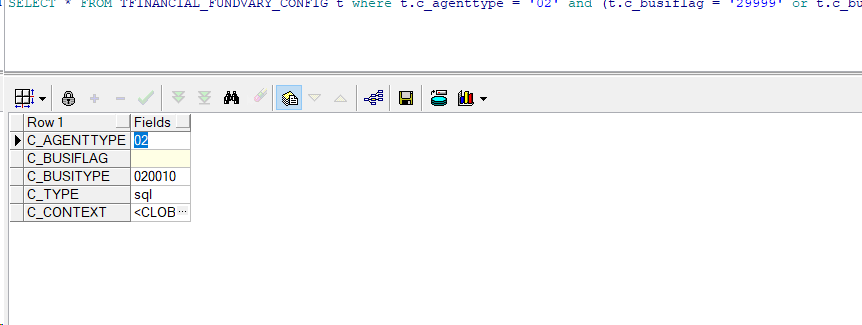 SELECT * FROM TFINANCIAL_FUNDVARY_CONFIG t where t.c_agenttype = '02' and (t.c_busiflag = '29999' or t.c_bu
Row 1 Fields
C_AGENTTYPE 02
C_BUSIFLAG
C_BUSITYPE 020010
C_TYPE sql
C_CONTEXT <CLOB ...